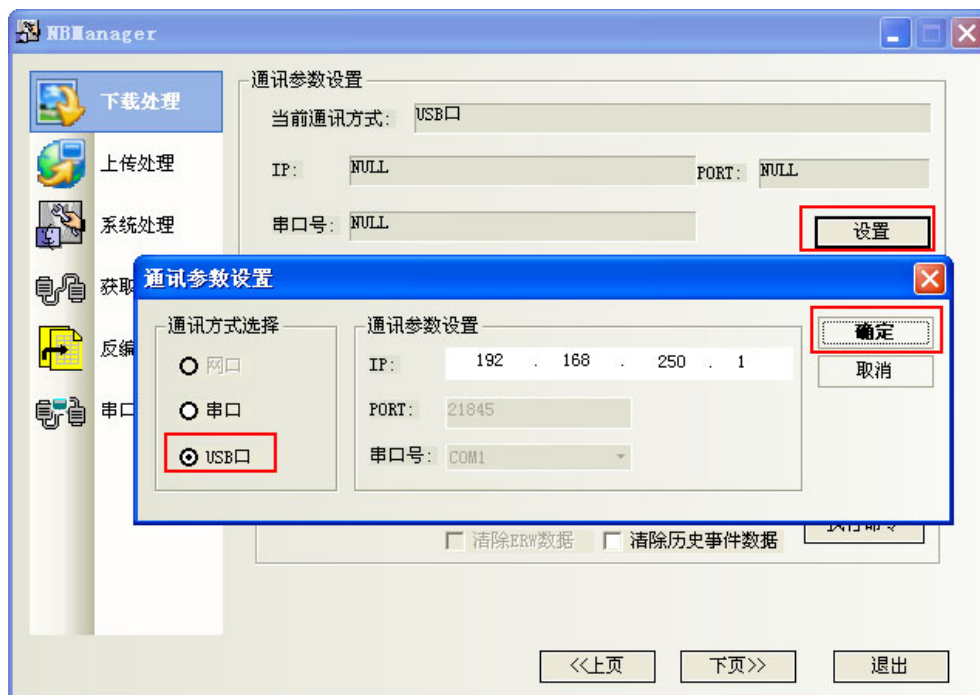 NBManager
下载处理
上传处理
系统处理
获取
反编
串口
通讯参数设置
当前通讯方式: USB口
IP: NULL PORT: NULL
串口号: NULL
设置
通讯参数设置
通讯方式选择
网口
串口
USB口
通讯参数设置
IP: 192 . 168 . 250 . 1
PORT: 21845
串口号: COM1
确定
取消
清除ERW数据 清除历史事件数据
执行命令
<<上页 下页>> 退出